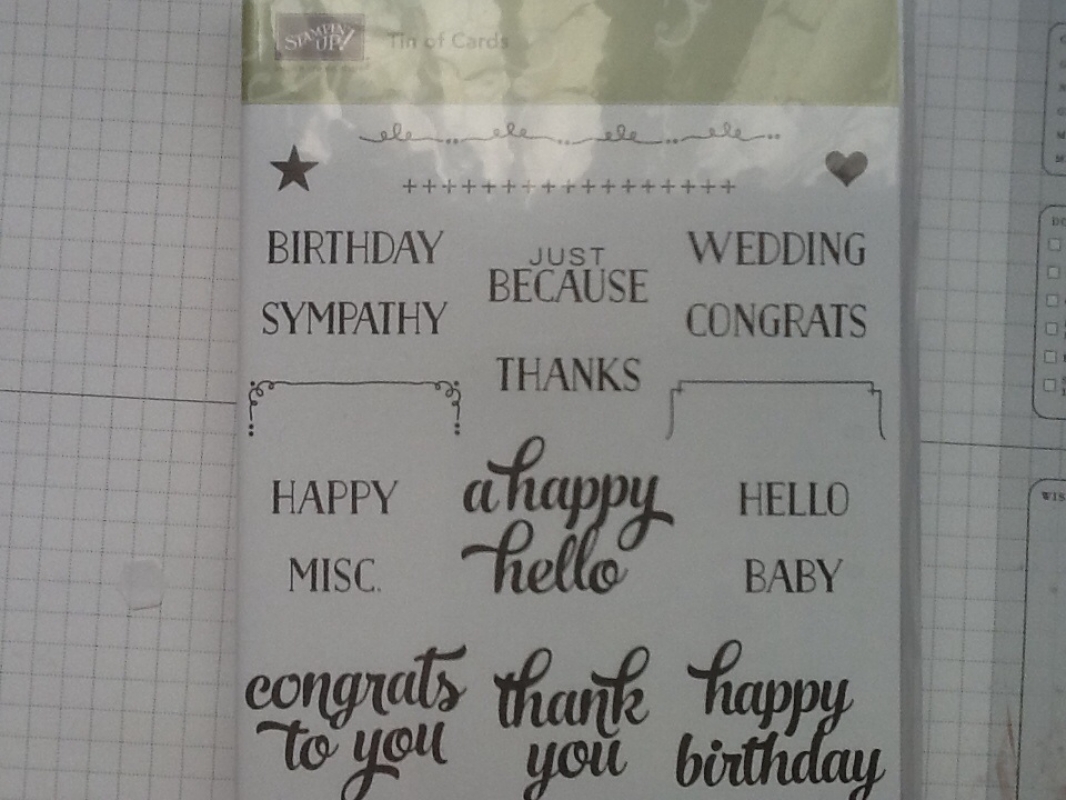 STAMPIN' UP!
Tin of Cards
BIRTHDAY
JUST
BECAUSE
WEDDING
SYMPATHY
CONGRATS
THANKS
HAPPY
a happy
hello
HELLO
MISC.
BABY
congrats
to you
thank
you
happy
birthday